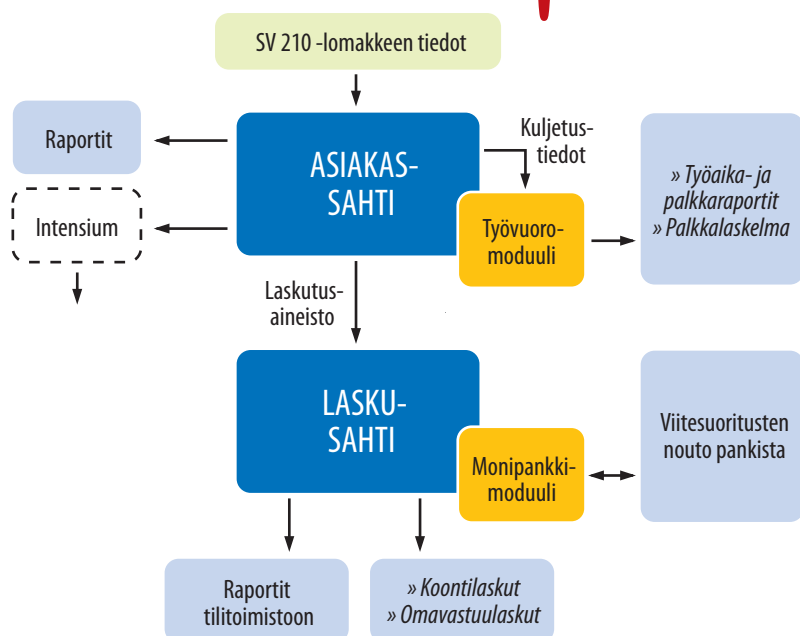 SV 210 -lomakkeen tiedot
Raportit
ASIAKAS-
SAHTI
Kuljetus-
tiedot
» Työaika- ja
palkkaraportit
» Palkkalaskelma
Intensium
Työvuoro-
moduuli
Laskutus-
aineisto
LASKU-
SAHTI
Monipankki-
moduuli
Viitesuoritusten
nouto pankista
Raportit
tilitoimistoon
» Koontilaskut
» Omavastuulaskut